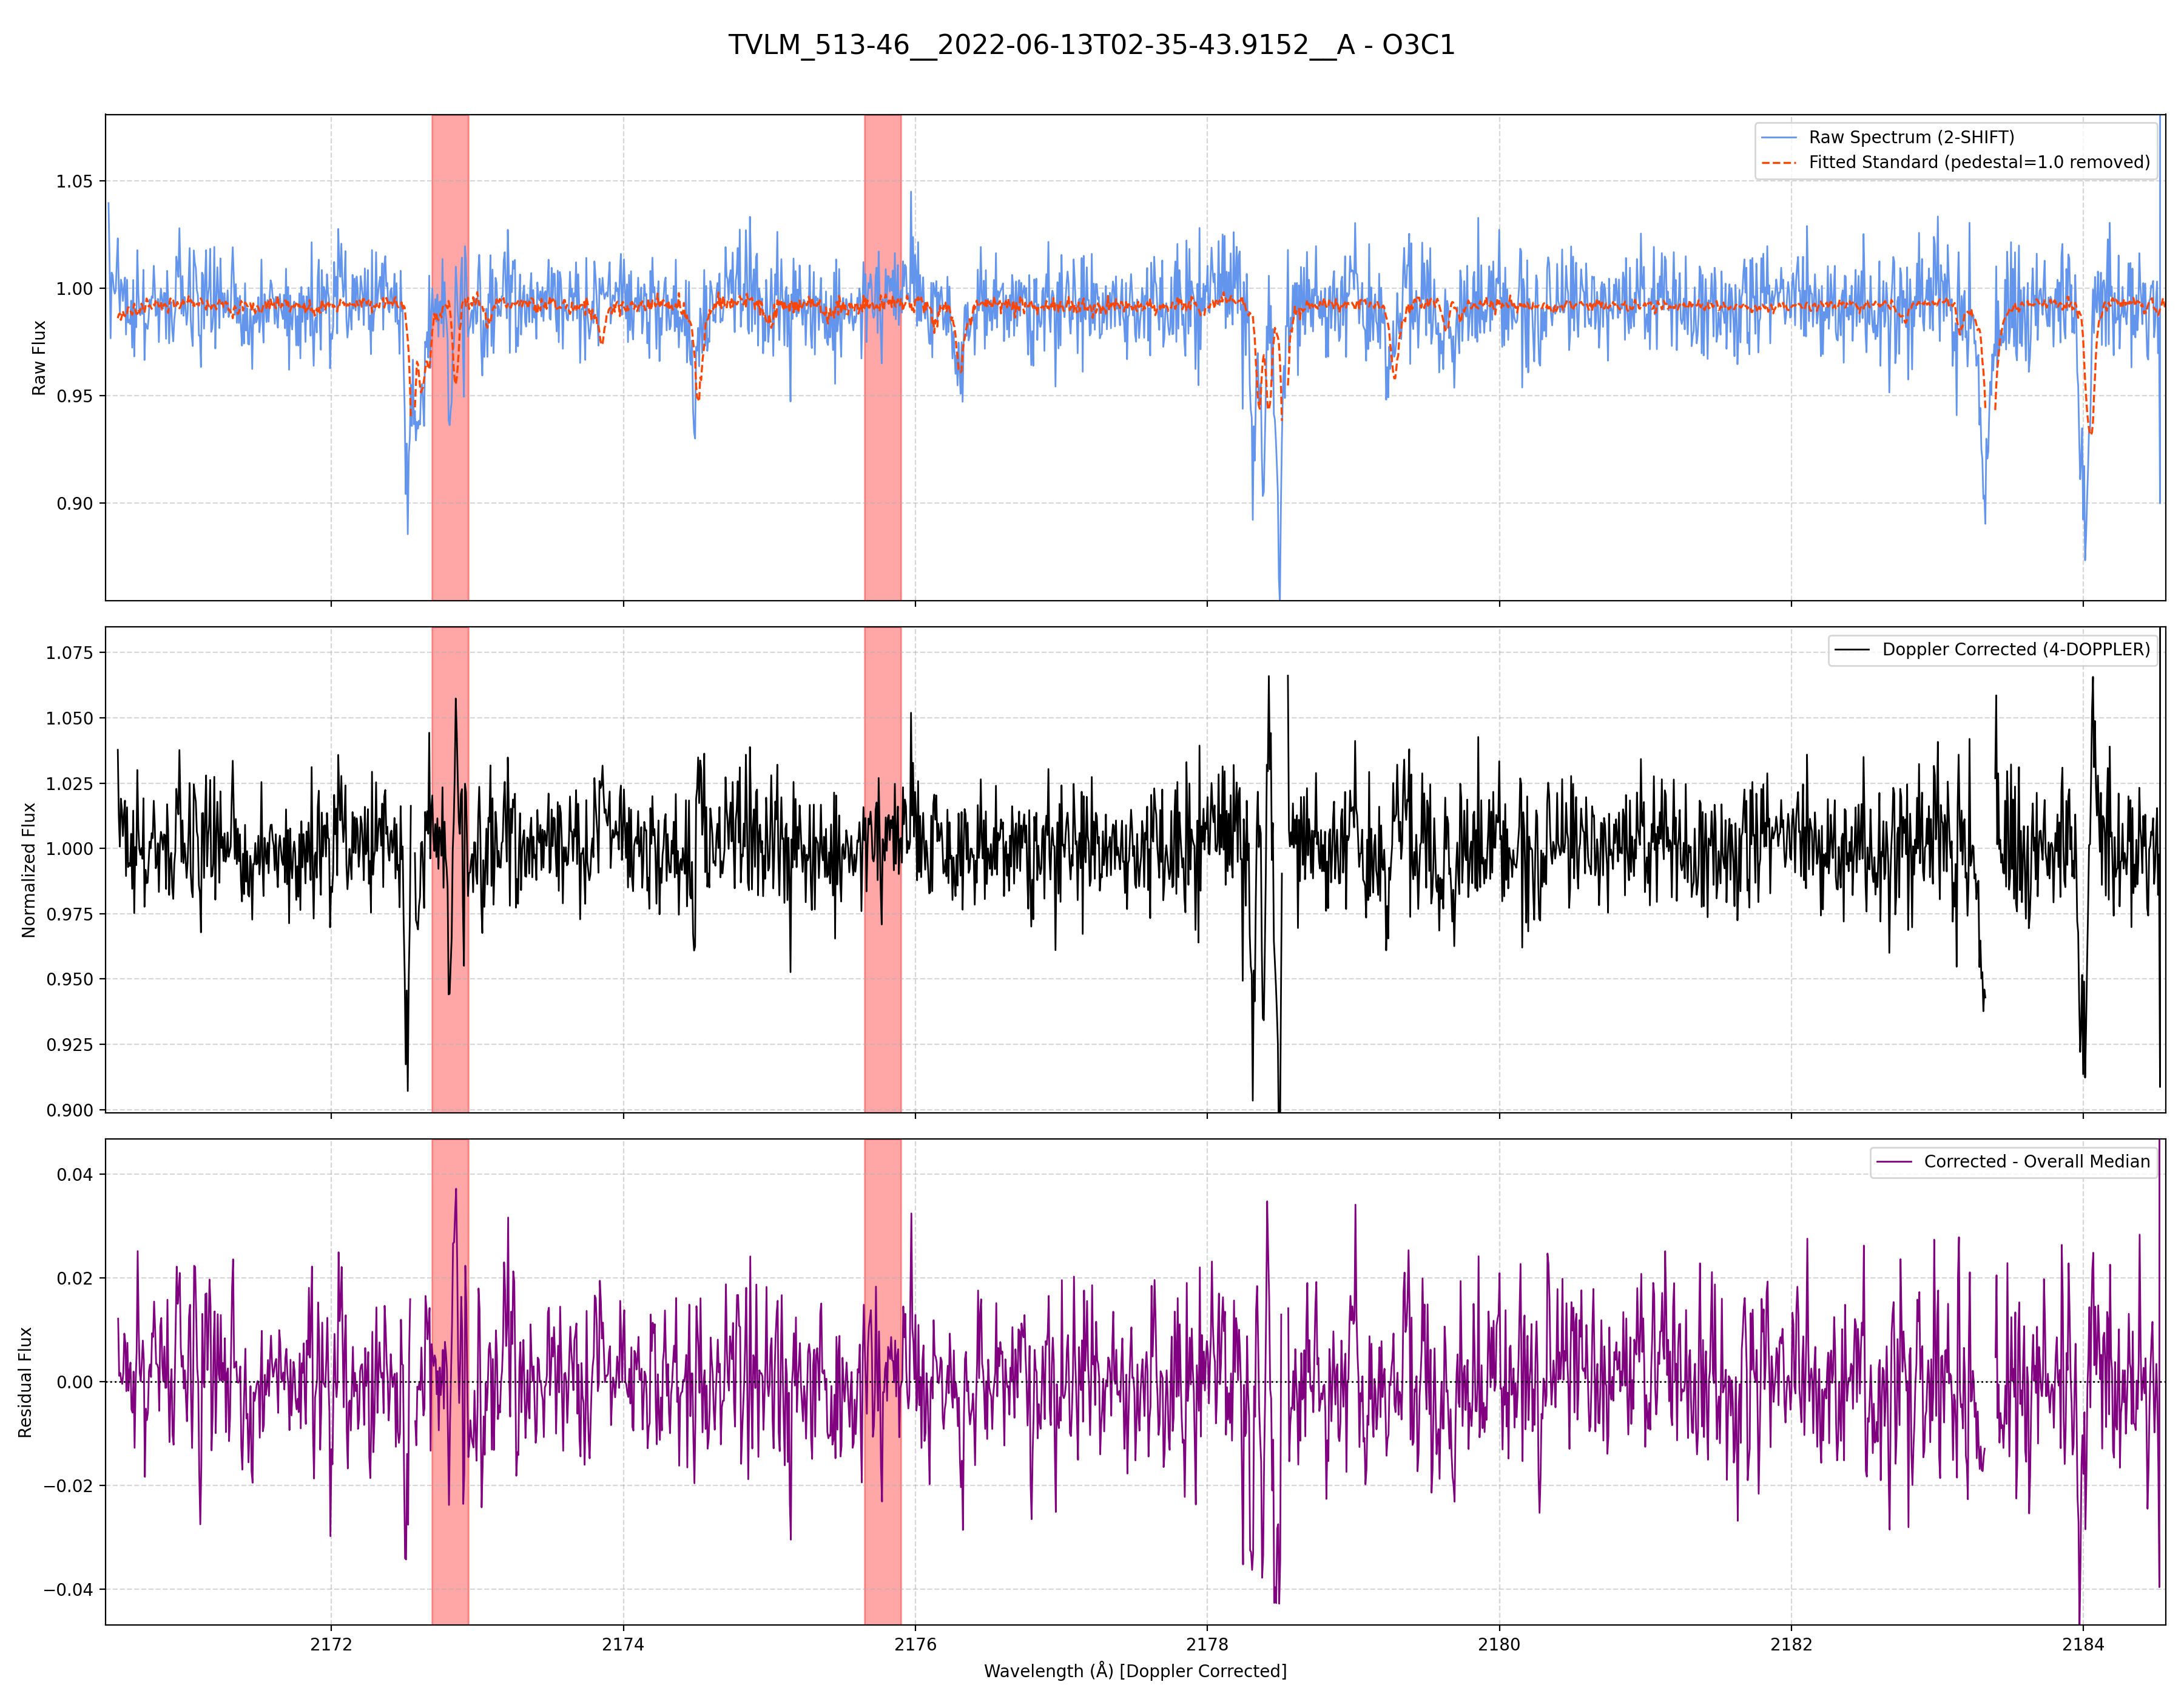 TVLM_513-46__2022-06-13T02-35-43.9152__A - O3C1
Raw Spectrum (2-SHIFT)
Fitted Standard (pedestal=1.0 removed)
1.05
1.00
0.95
0.90
Raw Flux
Doppler Corrected (4-DOPPLER)
1.075
1.050
1.025
1.000
0.975
0.950
0.925
0.900
Normalized Flux
Corrected - Overall Median
0.04
0.02
0.00
−0.02
−0.04
Residual Flux
2172 2174 2176 2178 2180 2182 2184
Wavelength (Å) [Doppler Corrected]